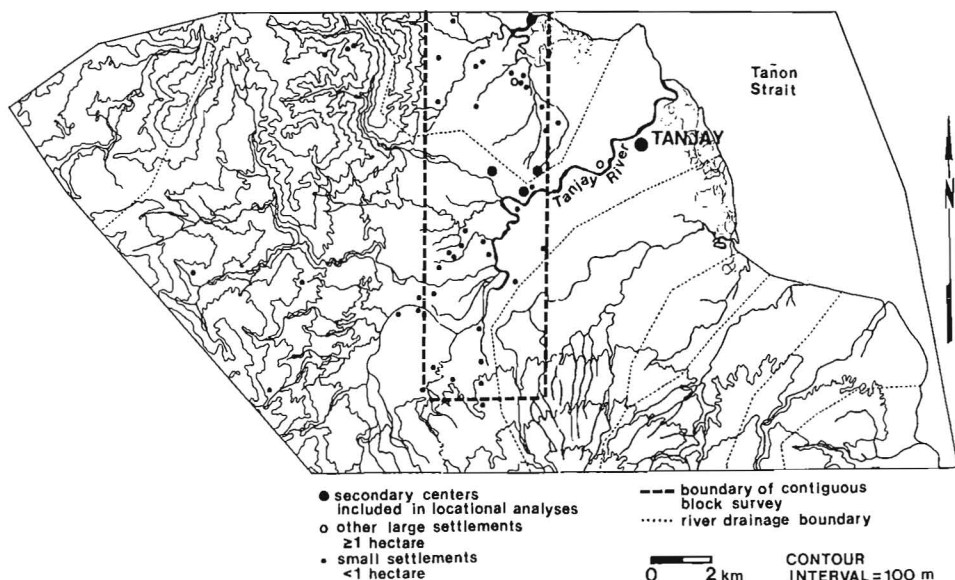 Tañon
Strait
TANJAY
Tanjay River
N
secondary centers
included in locational analyses
other large settlements
≥1 hectare
small settlements
<1 hectare
boundary of contiguous
block survey
river drainage boundary
0 2 km
CONTOUR
INTERVAL=100 m